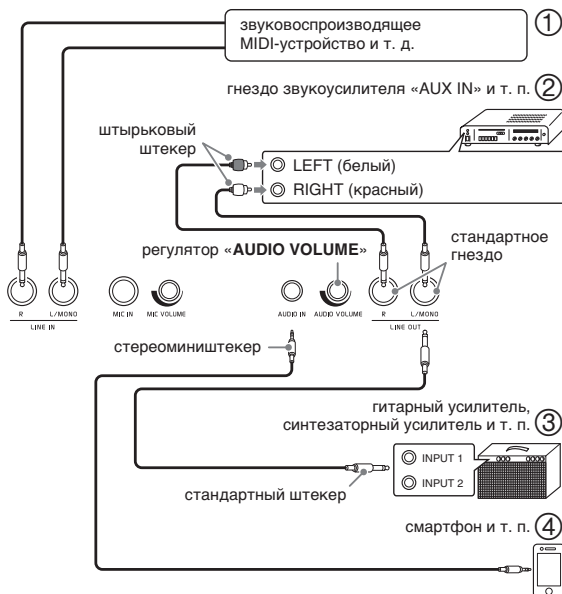 звуковоспроизводящее
MIDI-устройство и т. д.
①
гнездо звукоусилителя «AUX IN» и т. п. ②
штырьковый
штекер
LEFT (белый)
RIGHT (красный)
регулятор «AUDIO VOLUME»
стандартное
гнездо
R L/MONO
LINE IN
MIC IN
MIC VOLUME
AUDIO IN
AUDIO VOLUME
R L/MONO
LINE OUT
стереомиништекер
гитарный усилитель,
синтезаторный усилитель и т. п. ③
INPUT 1
INPUT 2
стандартный штекер
смартфон и т. п. ④